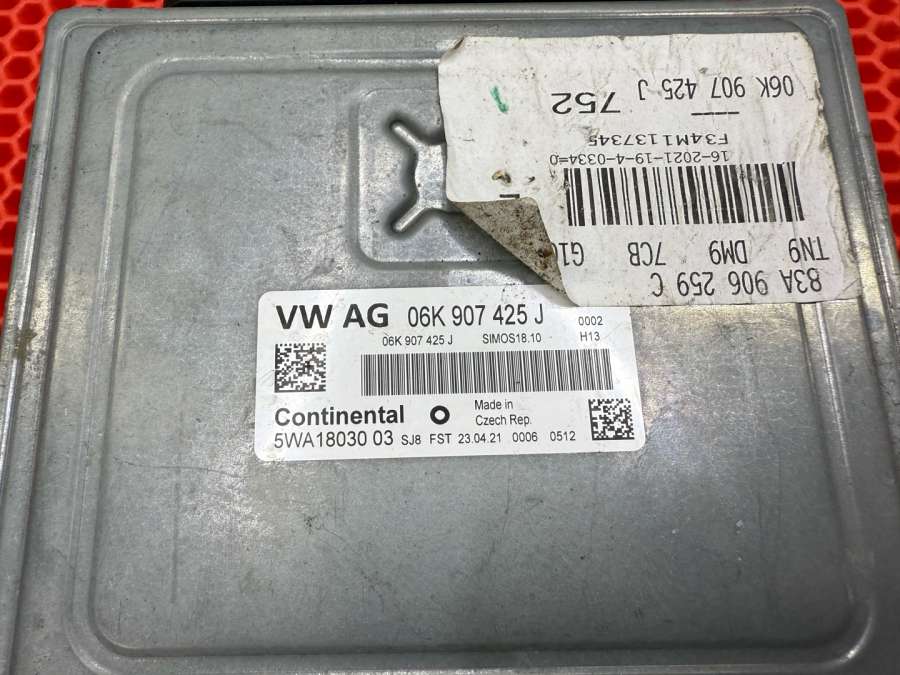 VW AG 06K 907 425 J 0002
06K 907 425 J SIMOS18.10 H13
Continental Made in
Czech Rep.
5WA18030 03 SJ8 FST 23.04.21 0006 0512
83A 906 259 C
TN9 DM9 7CB
16-2021-19-4-0334=0
F34M1137345
06K 907 425 J 752